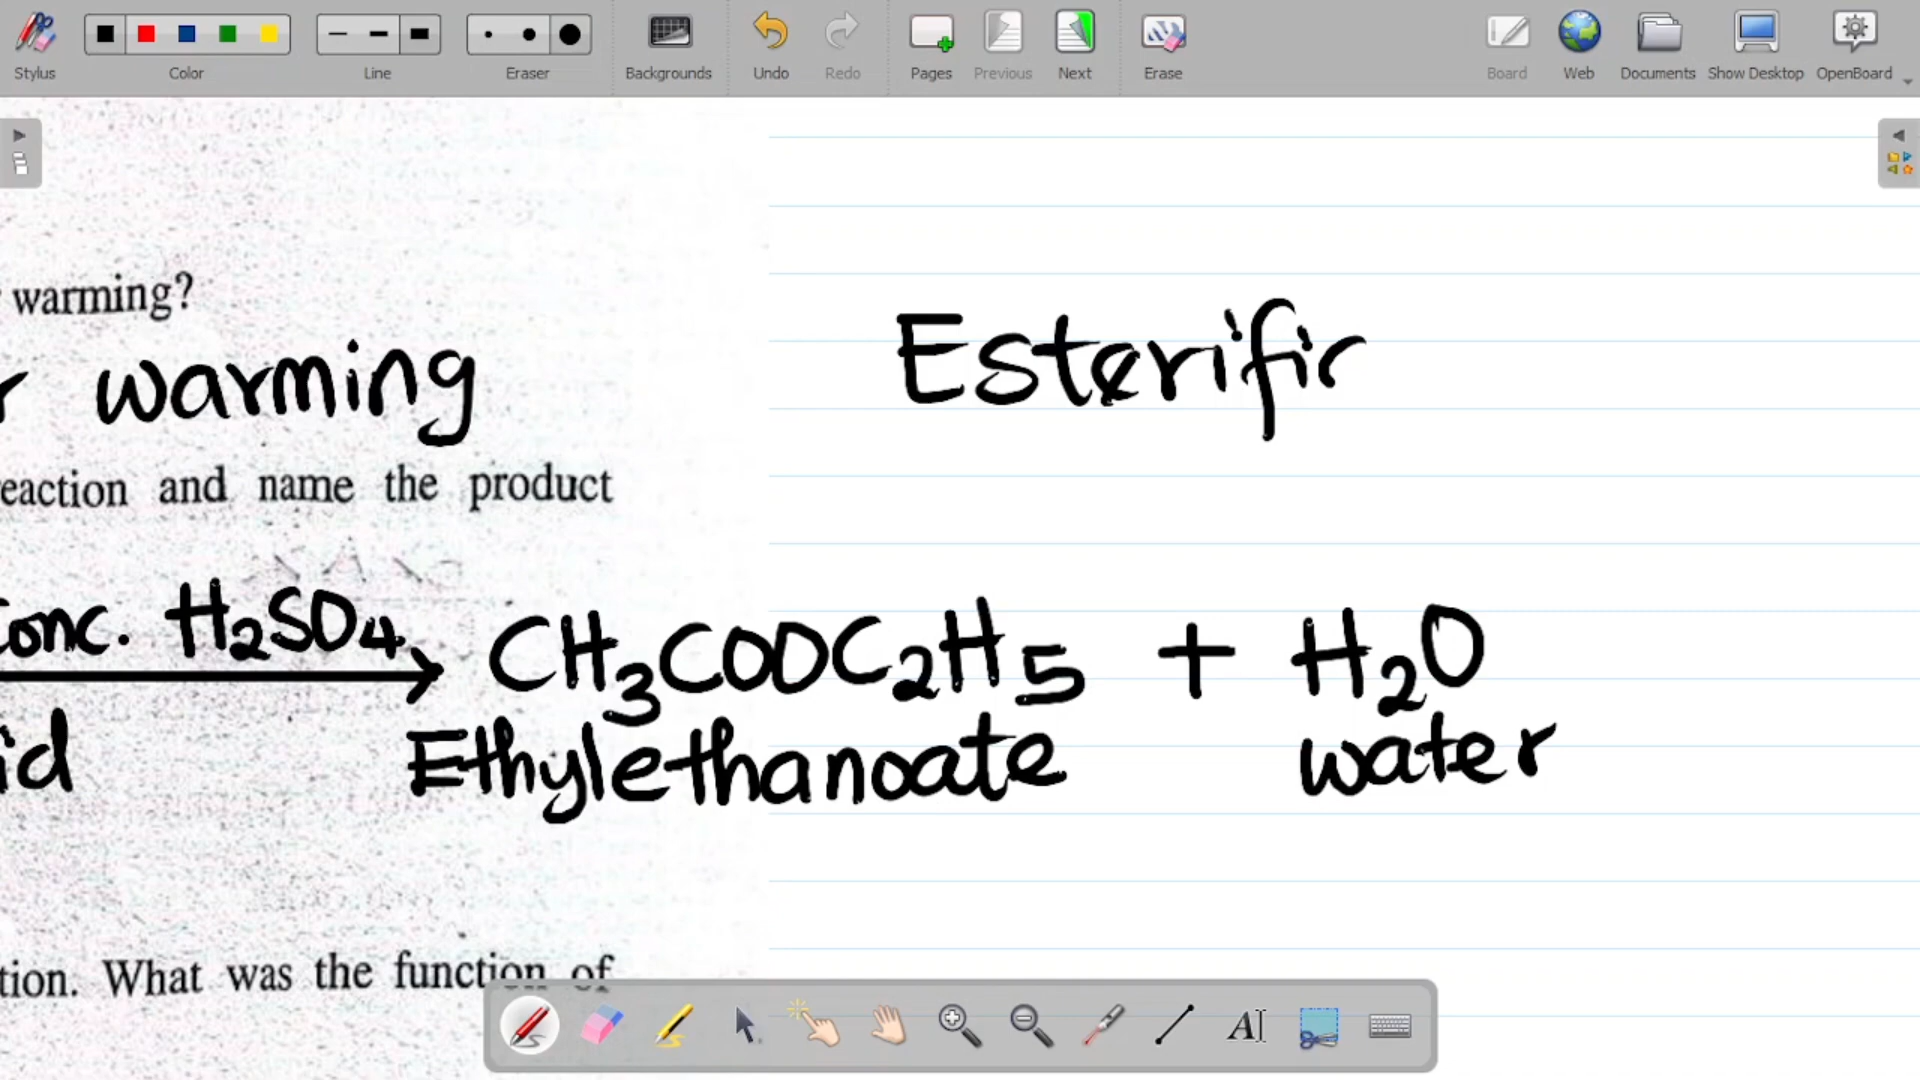 Stylus Color Line Eraser Backgrounds Undo Redo Pages Previous Next Erase Board Web Documents Show Desktop OpenBoard
warming?
Esterific
r warming
eaction and name the product
conc. H₂SO₄ CH₃COOC₂H₅ + H₂O
id Ethylethanoate water
tion. What was the function of